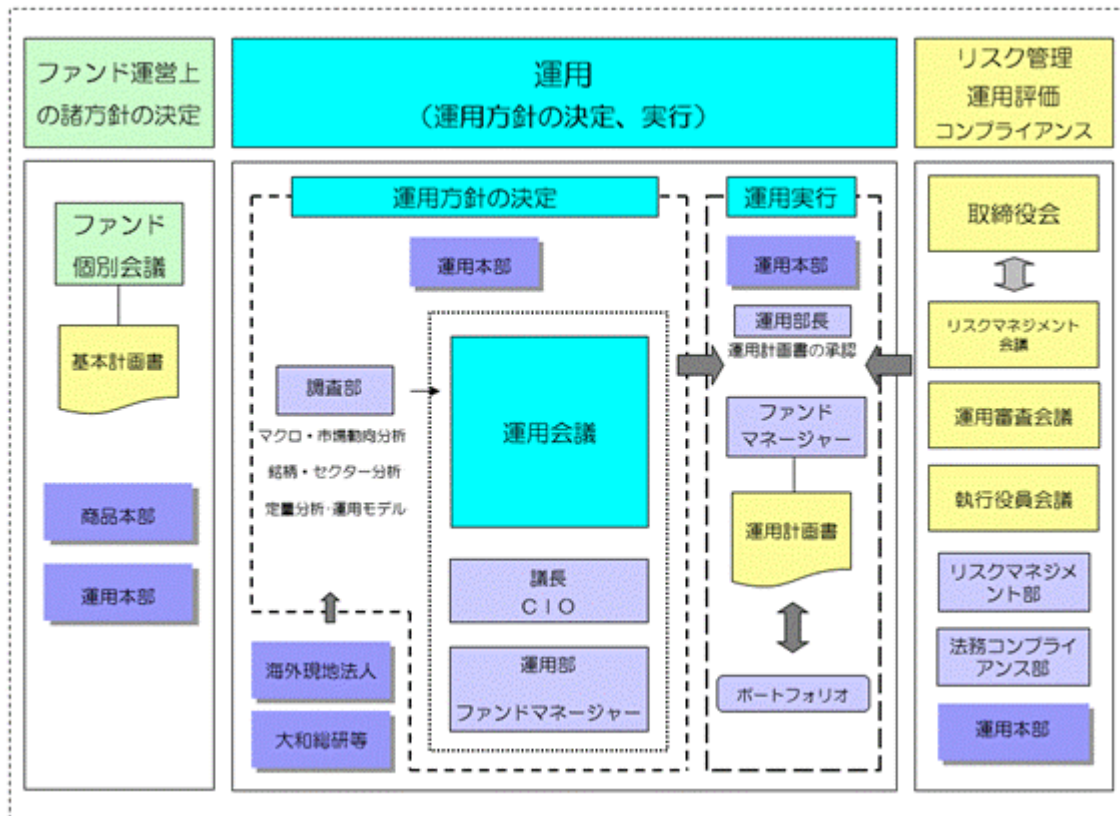 ファンド運営上
の諸方針の決定
運用
（運用方針の決定、実行）
リスク管理
運用評価
コンプライアンス
ファンド
個別会議
基本計画書
商品本部
運用本部
運用方針の決定
運用本部
調査部
マクロ・市場動向分析
銘柄・セクター分析
定量分析・運用モデル
海外現地法人
大和総研等
運用会議
議長
ＣＩＯ
運用部
ファンドマネージャー
運用実行
運用本部
運用部長
運用計画書の承認
ファンド
マネージャー
運用計画書
ポートフォリオ
取締役会
リスクマネジメント
会議
運用審査会議
執行役員会議
リスクマネジメ
ント部
法務コンプライ
アンス部
運用本部